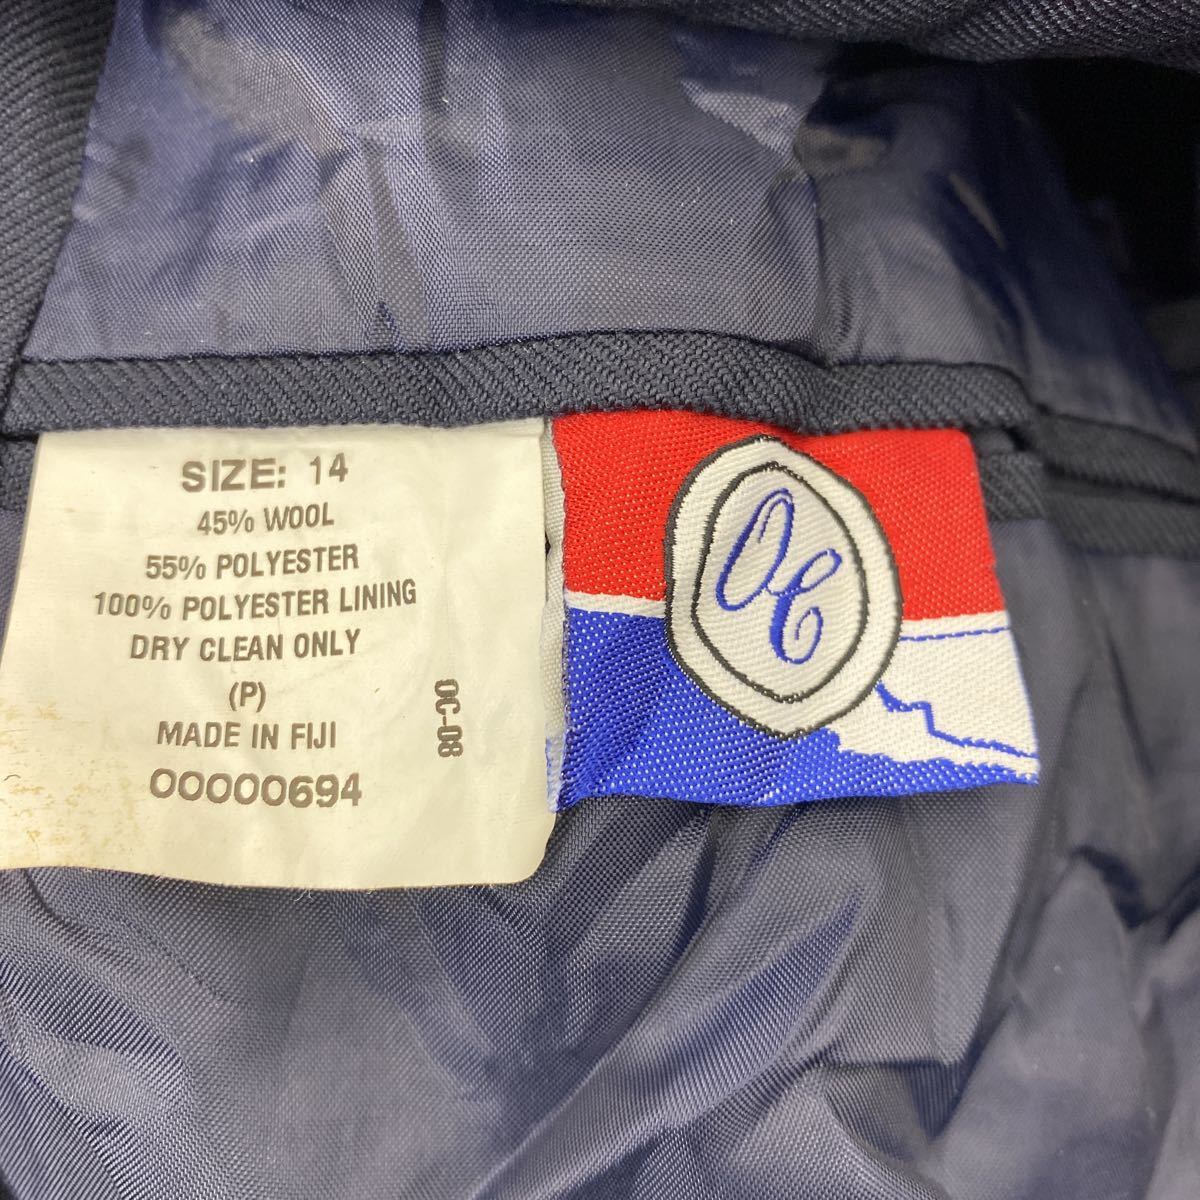 SIZE: 14
45% WOOL
55% POLYESTER
100% POLYESTER LINING
DRY CLEAN ONLY
(P)
MADE IN FIJI
00000694
OC-08
OC